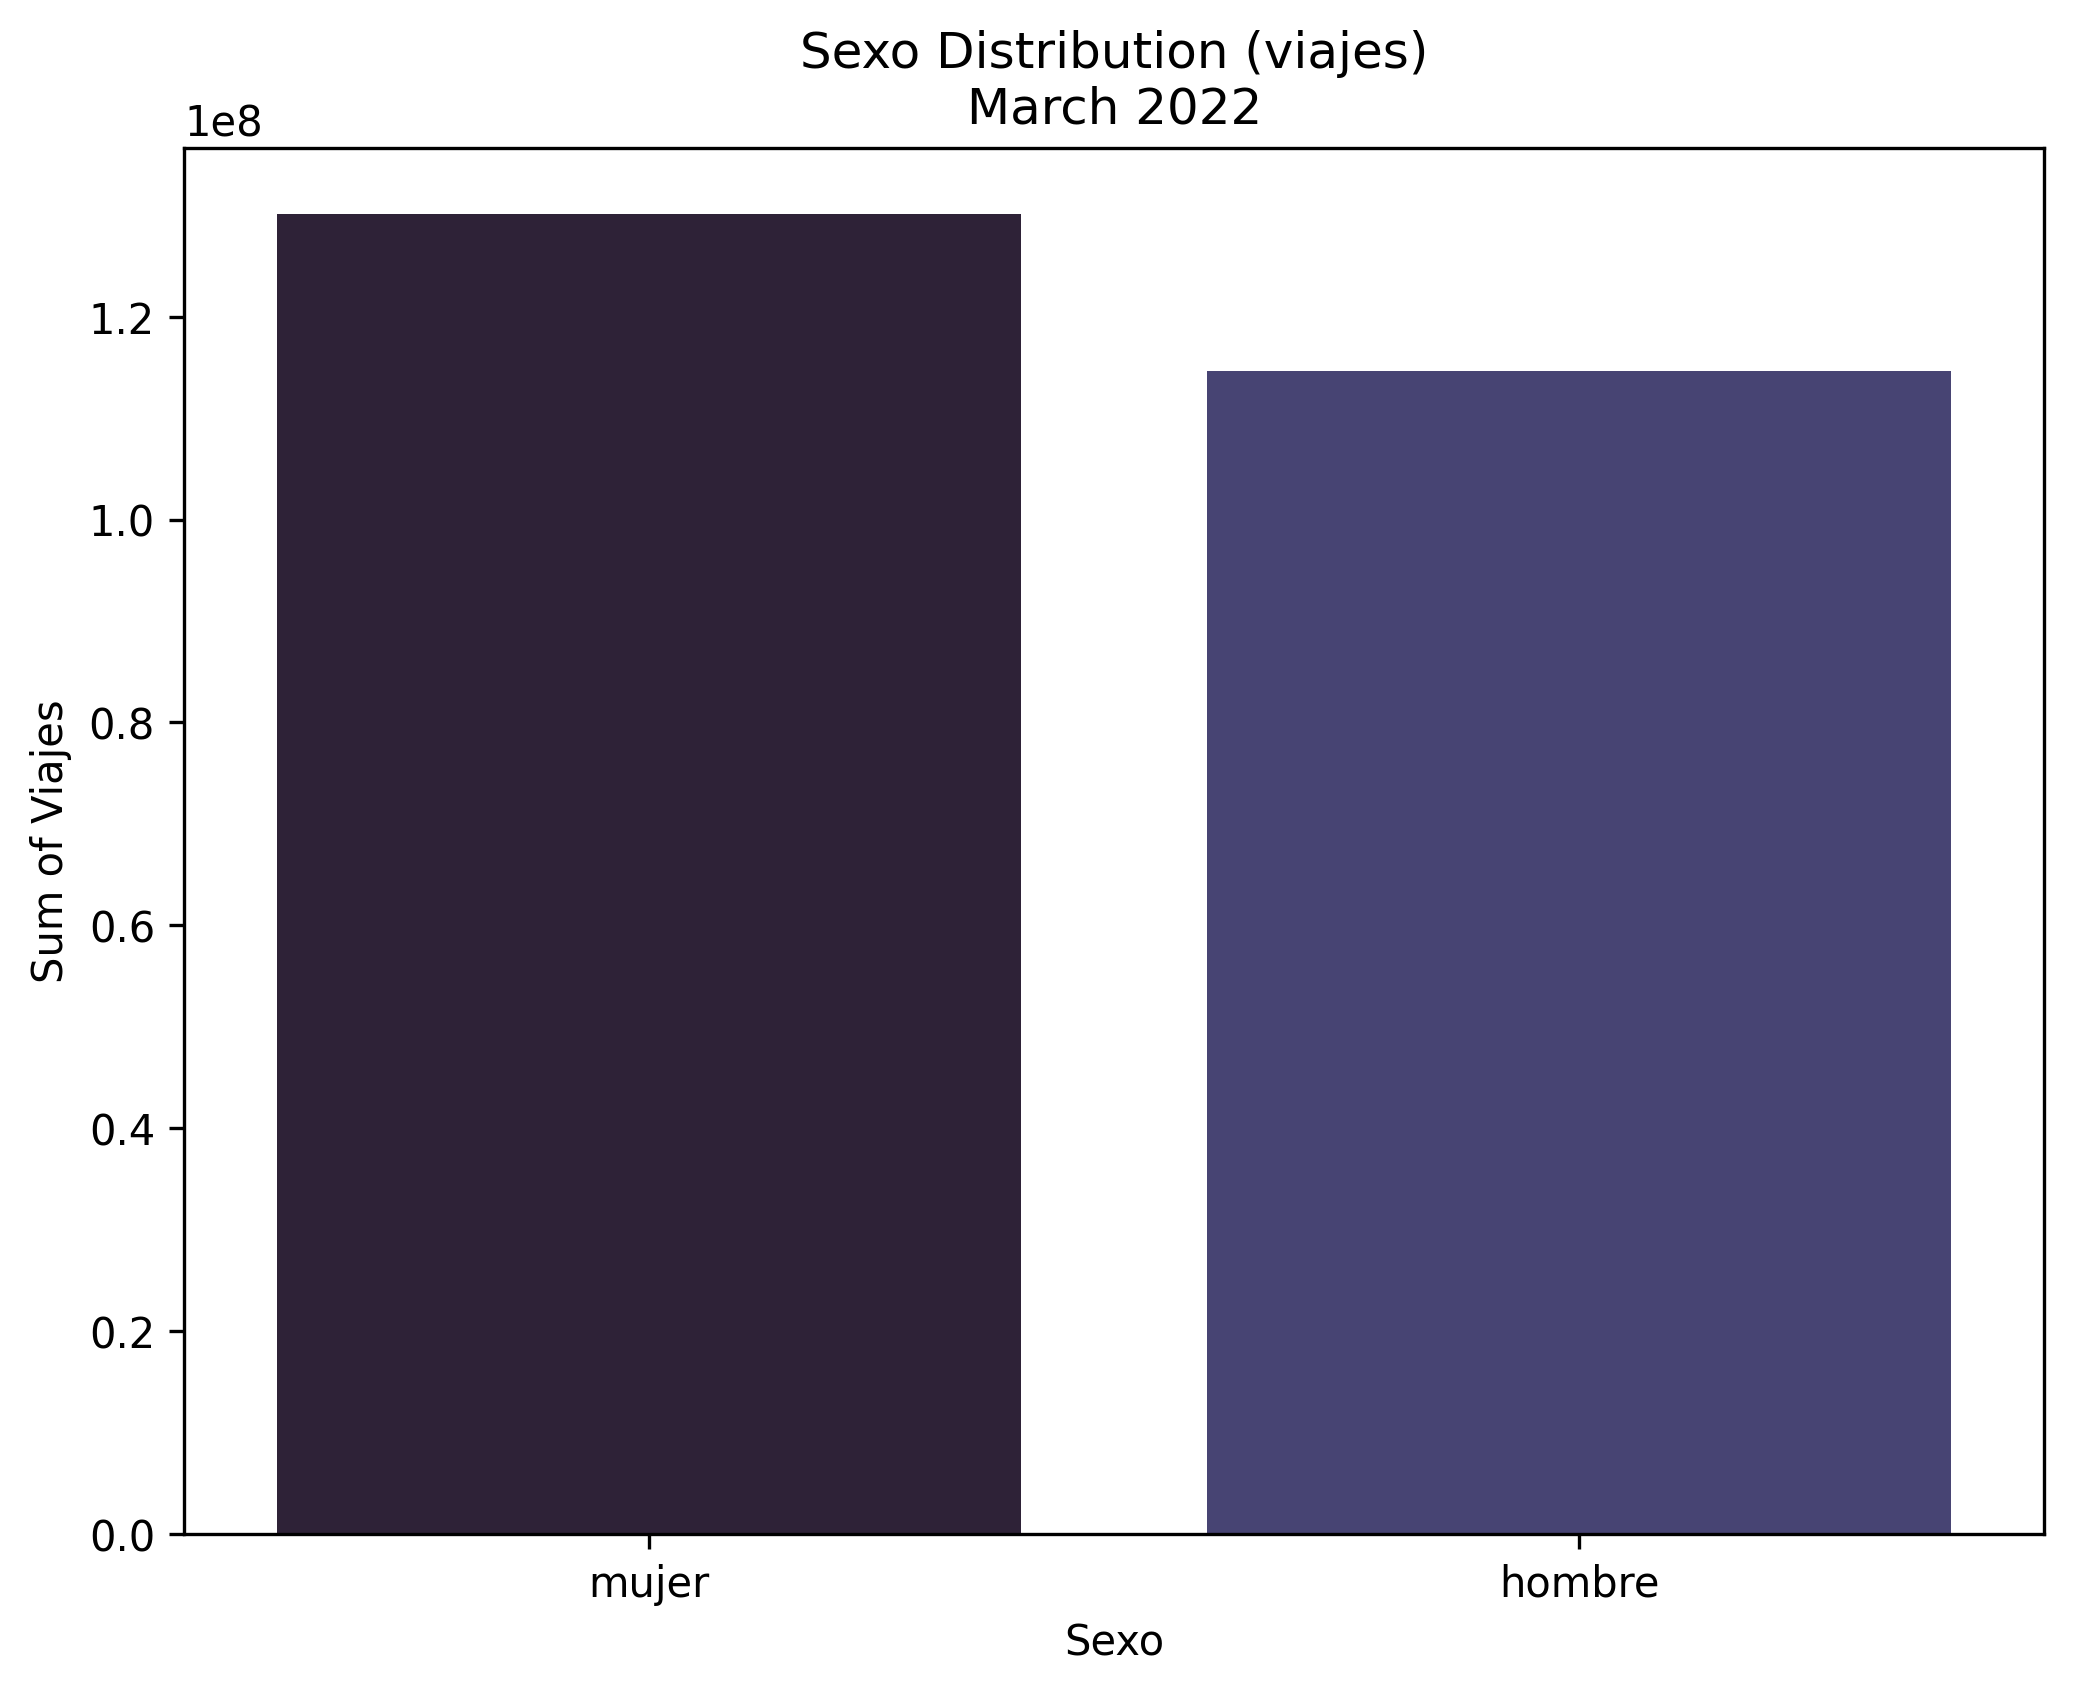 Sexo Distribution (viajes)
March 2022
1e8
1.2
1.0
0.8
0.6
0.4
0.2
0.0
Sum of Viajes
mujer
hombre
Sexo